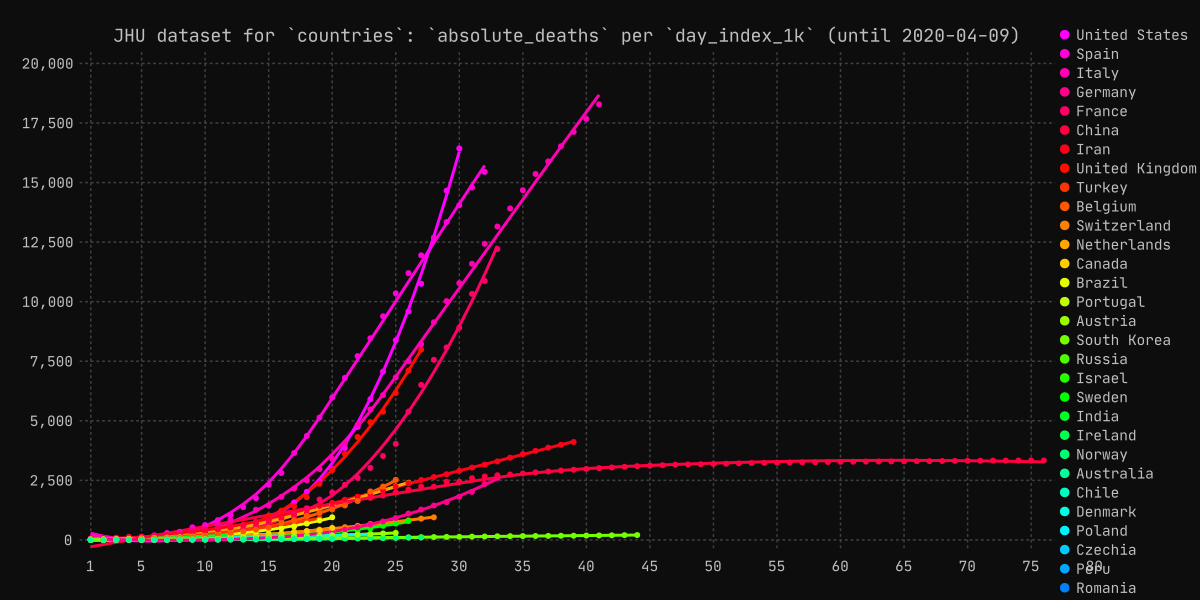 JHU dataset for `countries`: `absolute_deaths` per `day_index_1k` (until 2020-04-09)
20,000
17,500
15,000
12,500
10,000
7,500
5,000
2,500
0
1 5 10 15 20 25 30 35 40 45 50 55 60 65 70 75 80
United States
Spain
Italy
Germany
France
China
Iran
United Kingdom
Turkey
Belgium
Switzerland
Netherlands
Canada
Brazil
Portugal
Austria
South Korea
Russia
Israel
Sweden
India
Ireland
Norway
Australia
Chile
Denmark
Poland
Czechia
Peru
Romania